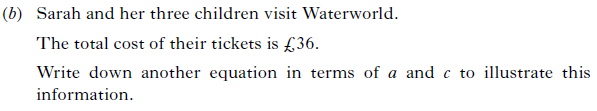 (b) Sarah and her three children visit Waterworld.
The total cost of their tickets is £36.
Write down another equation in terms of a and c to illustrate this
information.